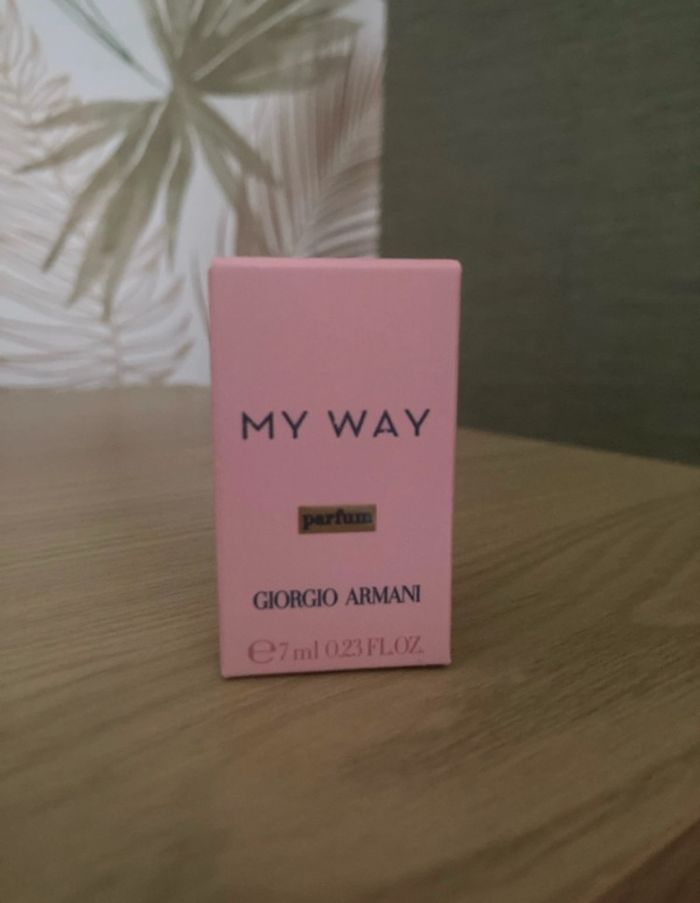 MY WAY
parfum
GIORGIO ARMANI
℮ 7 ml 0.23 FL.OZ.